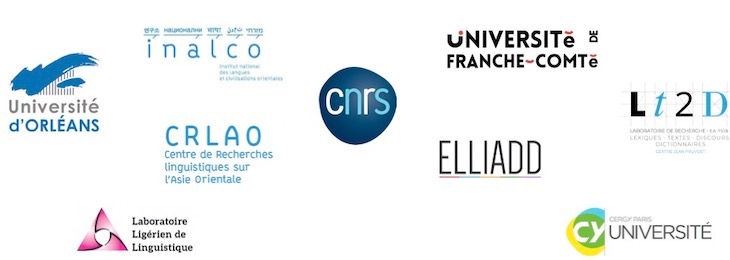 Université
d'ORLÉANS
национални
inalco
Institut national
des langues
et civilisations orientales
CRLAO
Centre de Recherches
linguistiques sur
l'Asie Orientale
Laboratoire
Ligérien de
Linguistique
cnrs
UNIVERSITé DE
FRANCHE-COMTé
ELLIADD
Lt2D
LABORATOIRE DE RECHERCHE - EA 7518
LEXIQUES - TEXTES - DISCOURS
DICTIONNAIRES
CENTRE JEAN PRUVOST
CY
CERGY PARIS
UNIVERSITÉ